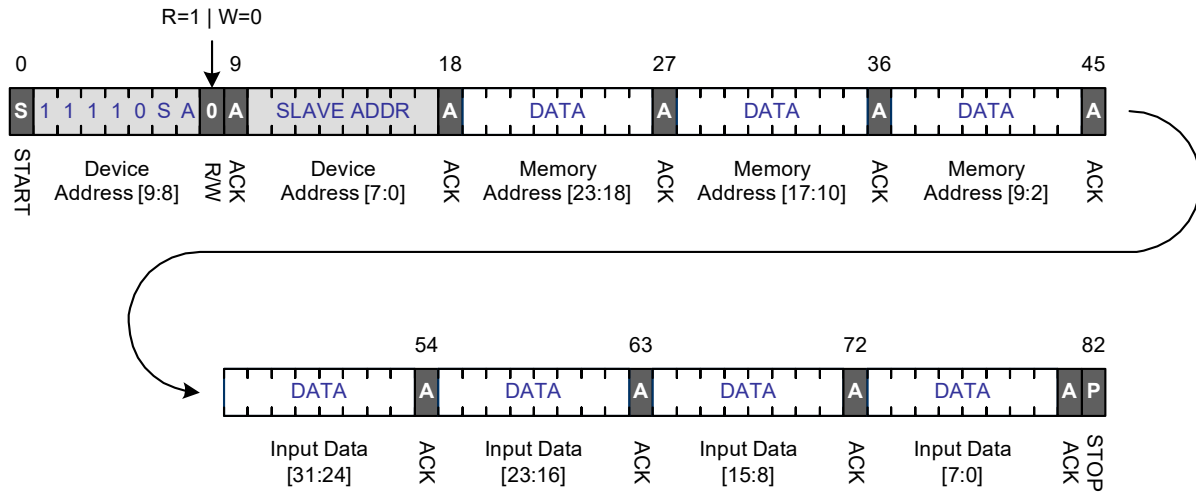 R=1 | W=0
0 9 18 27 36 45
S 1 1 1 1 0 S A 0 A SLAVE ADDR A DATA A DATA A DATA A
START
Device
Address [9:8]
R/W
ACK
Device
Address [7:0]
ACK
Memory
Address [23:18]
ACK
Memory
Address [17:10]
ACK
Memory
Address [9:2]
ACK
54 63 72 82
DATA A DATA A DATA A DATA A P
Input Data
[31:24]
ACK
Input Data
[23:16]
ACK
Input Data
[15:8]
ACK
Input Data
[7:0]
ACK
STOP